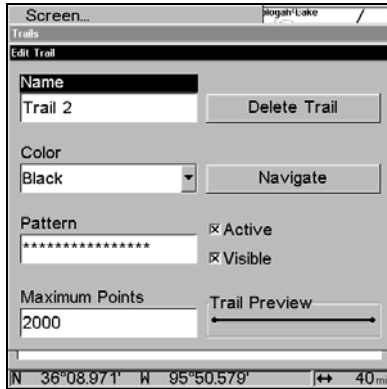 Screen...
Trails
Edit Trail
Name
Trail 2
Delete Trail
Color
Black
Navigate
Pattern
****************
Active
Visible
Maximum Points
2000
Trail Preview
N 36°08.971' W 95°50.579' ↔ 40m